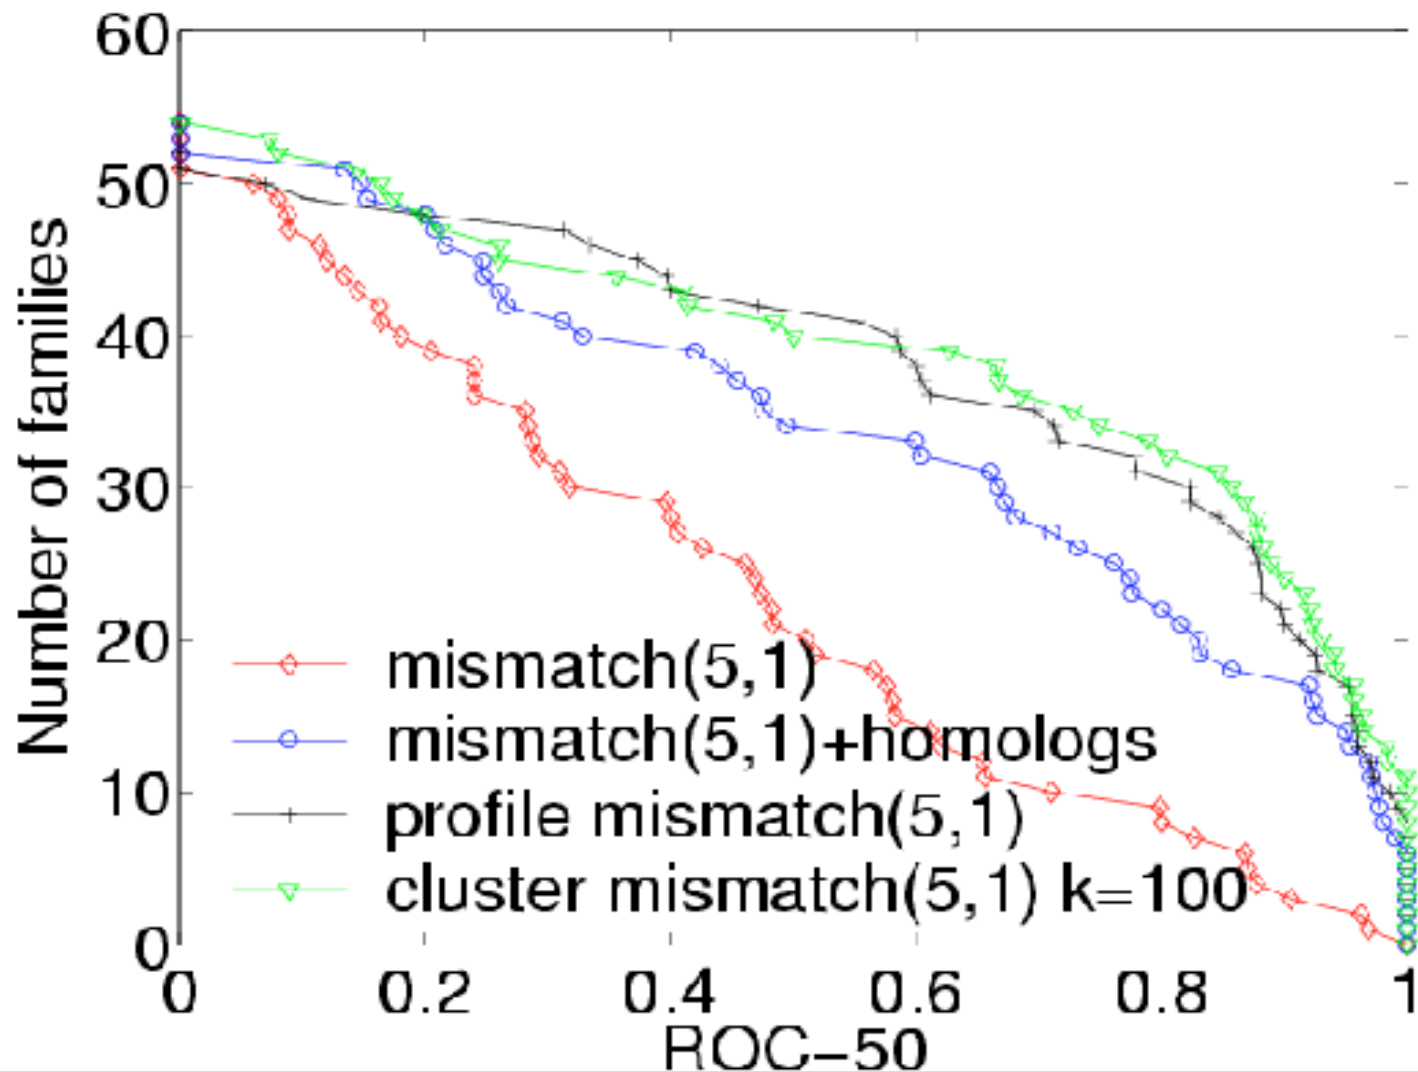 60
50
40
30
20
10
0
Number of families
mismatch(5,1)
mismatch(5,1)+homologs
profile mismatch(5,1)
cluster mismatch(5,1) k=100
0 0.2 0.4 0.6 0.8 1
ROC-50